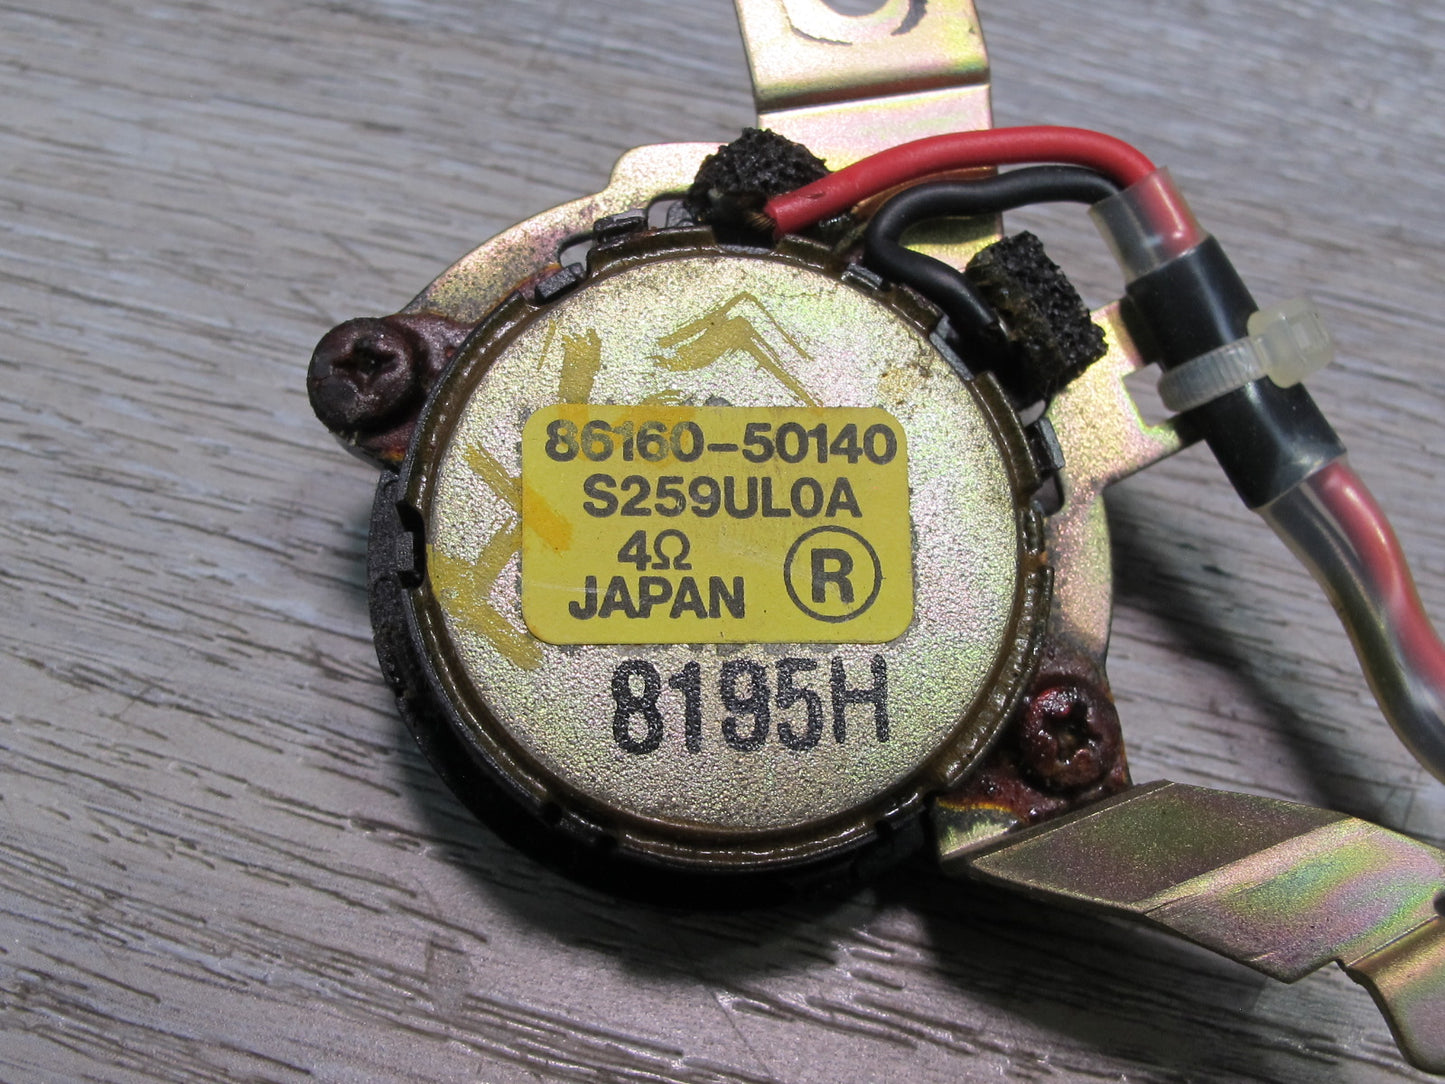 86160-50140
S259UL0A
4Ω
JAPAN R
8195H